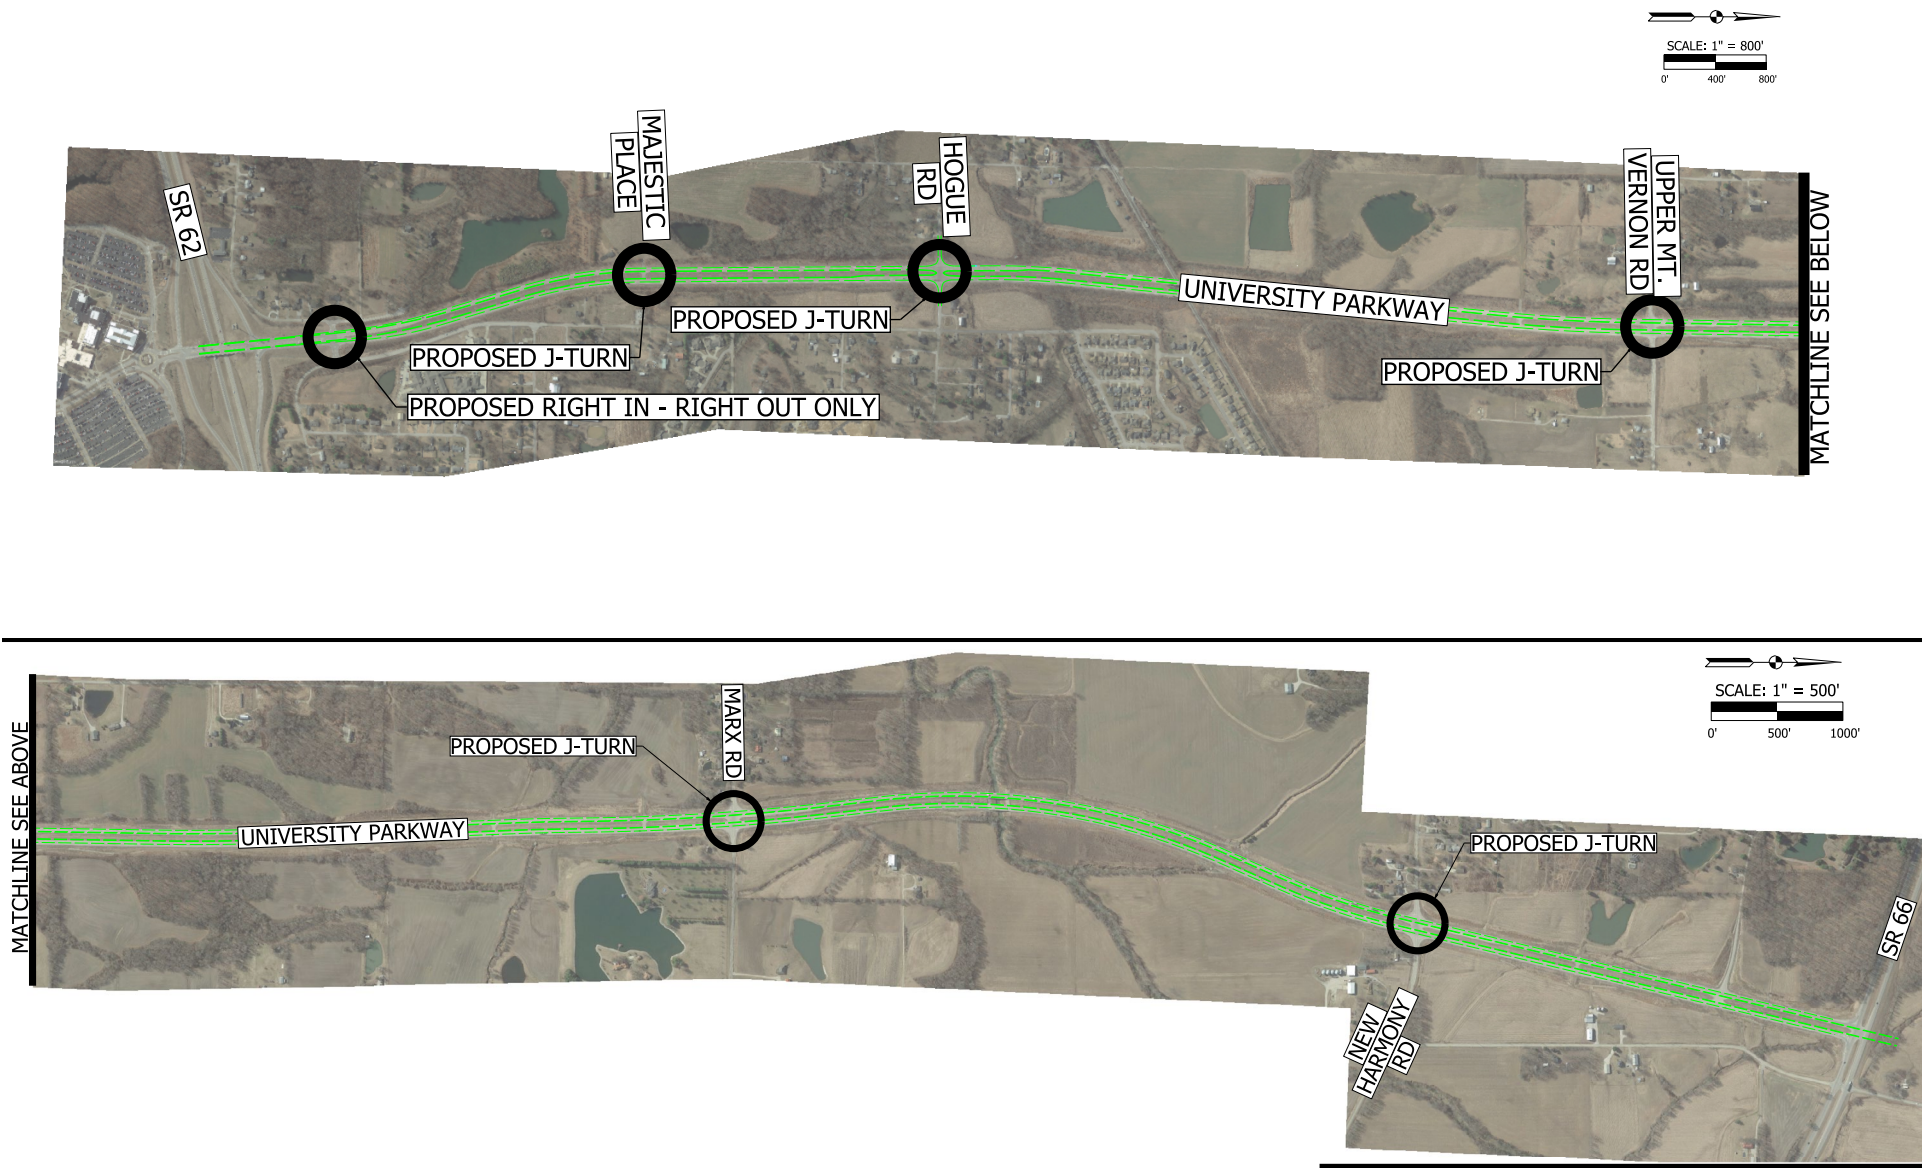 SCALE: 1" = 800'
0' 400' 800'
SR 62
MAJESTIC
PLACE
HOGUE
RD
UPPER MT.
VERNON RD
MATCHLINE SEE BELOW
UNIVERSITY PARKWAY
PROPOSED J-TURN
PROPOSED J-TURN
PROPOSED J-TURN
PROPOSED RIGHT IN - RIGHT OUT ONLY
SCALE: 1" = 500'
0' 500' 1000'
MATCHLINE SEE ABOVE
PROPOSED J-TURN
MARX RD
UNIVERSITY PARKWAY
PROPOSED J-TURN
SR 66
NEW
HARMONY
RD